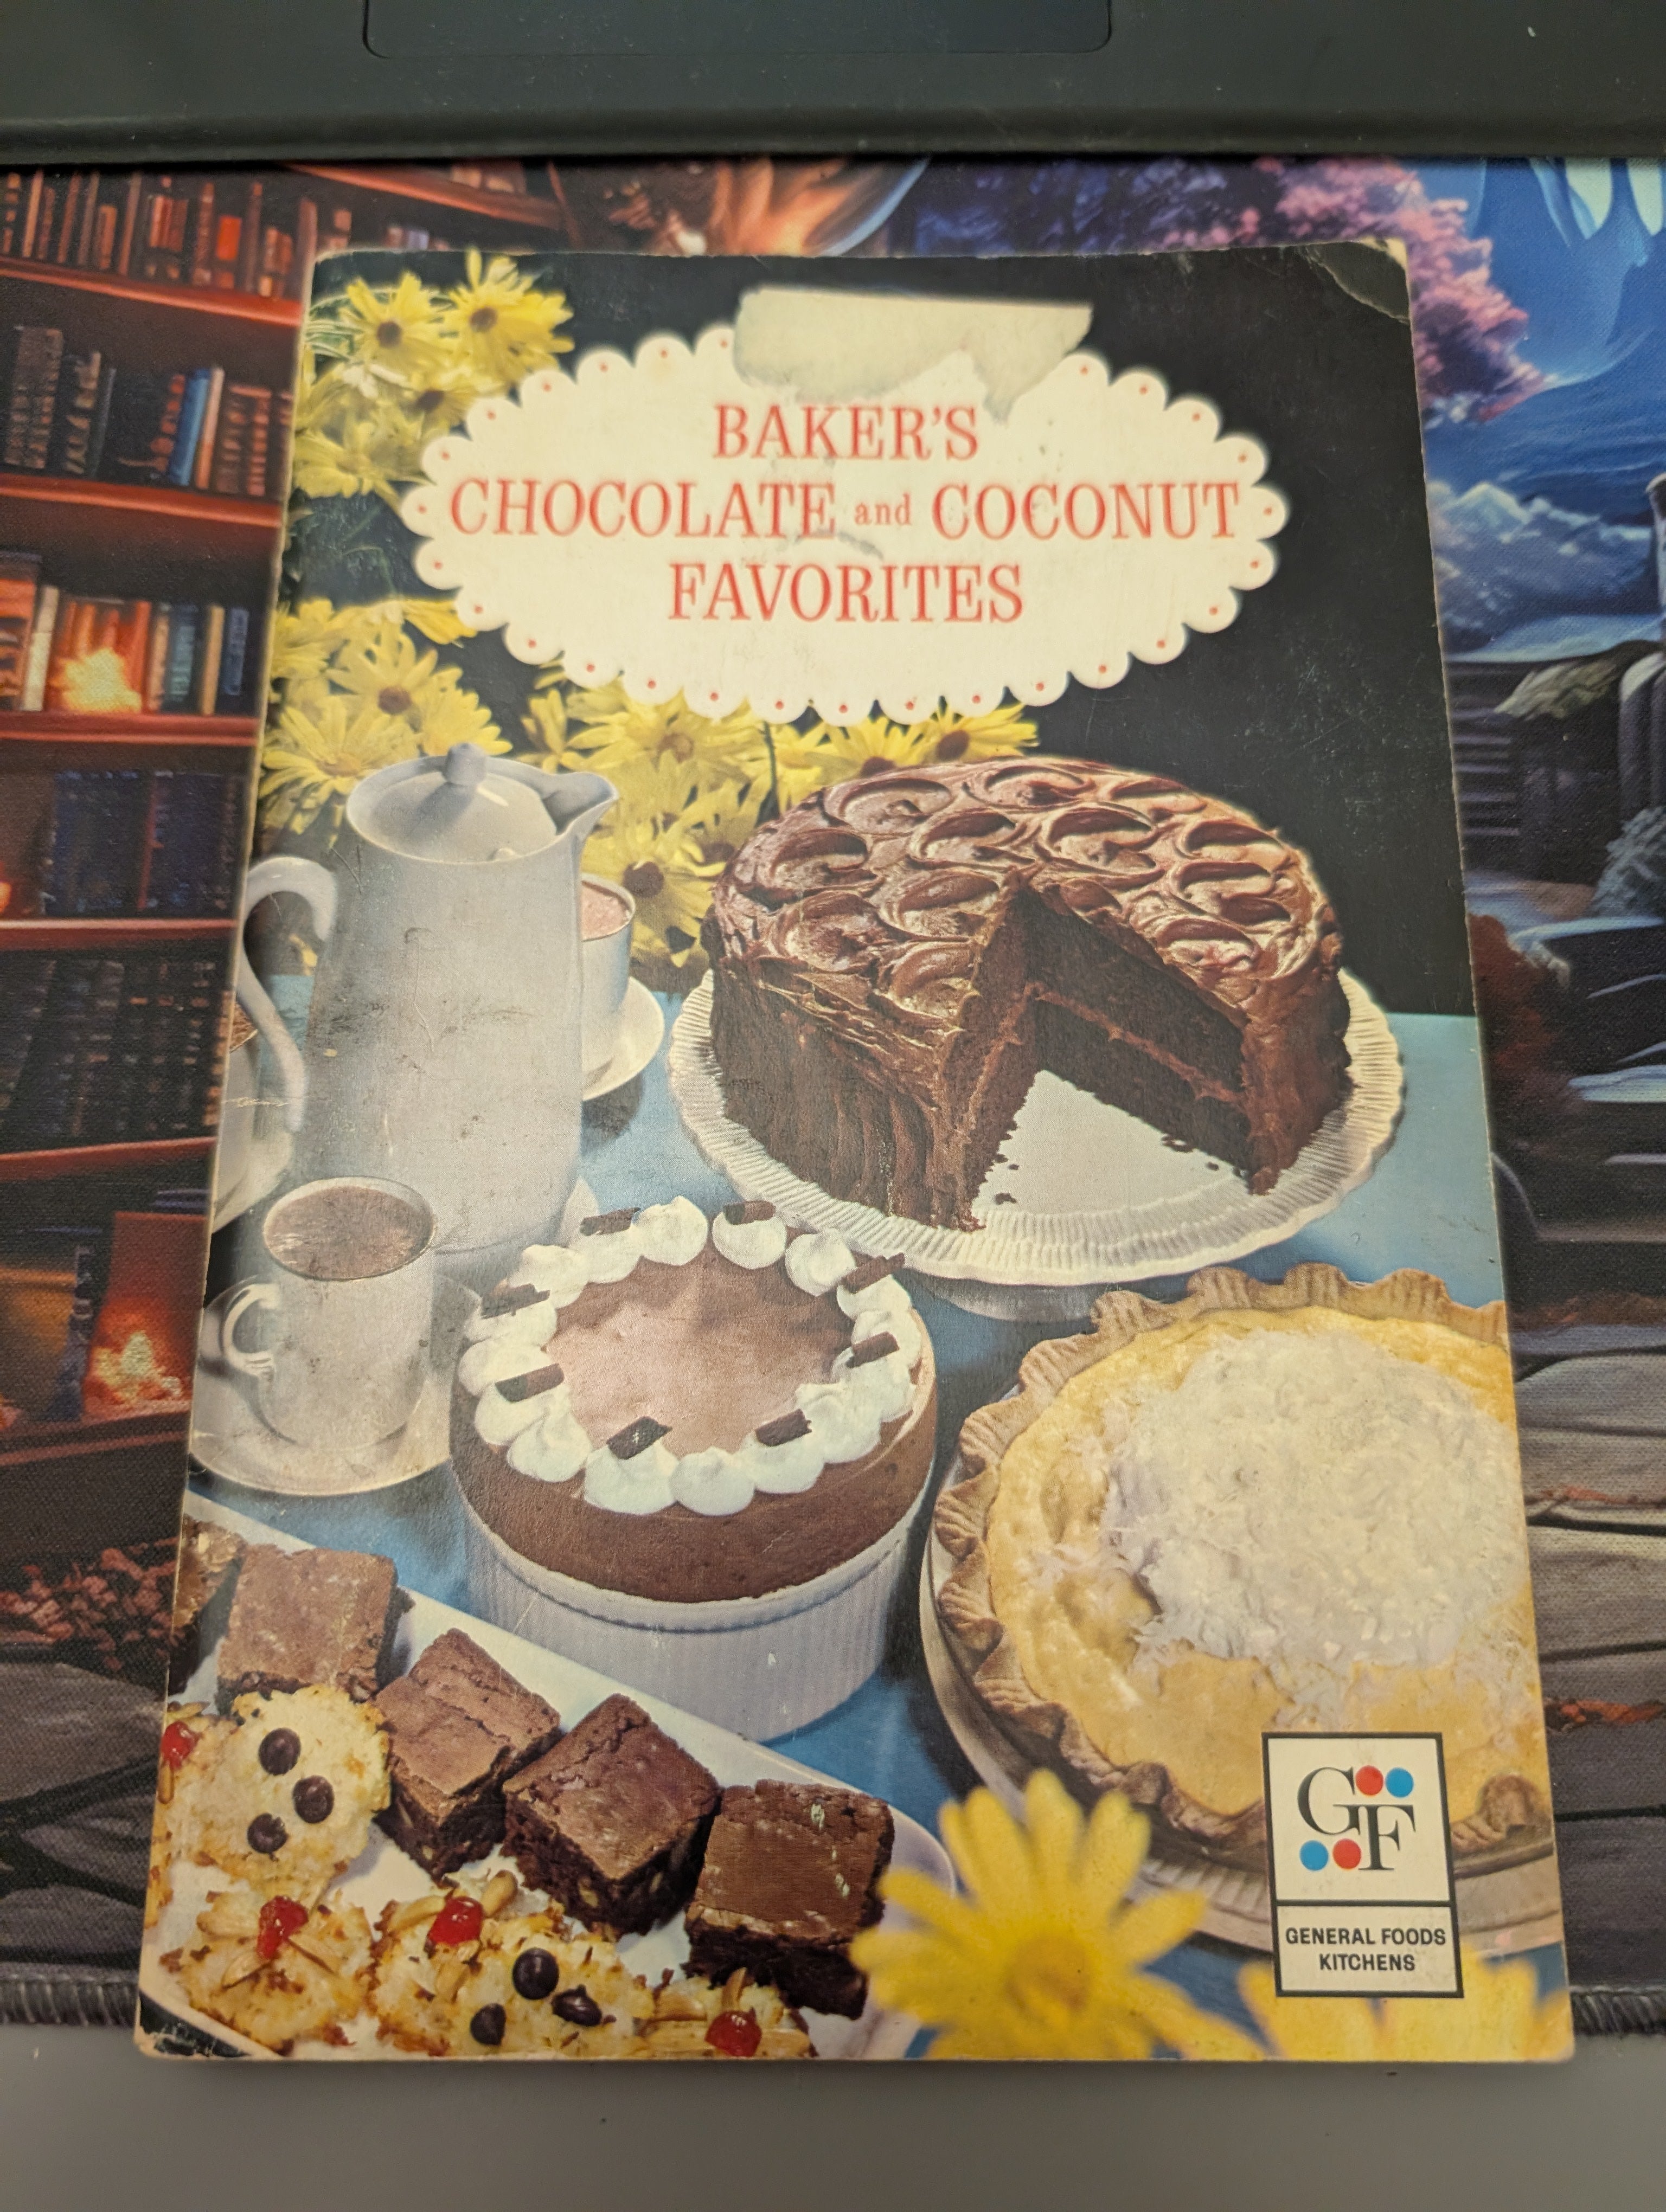 BAKER'S
CHOCOLATE and COCONUT
FAVORITES
GF
GENERAL FOODS
KITCHENS